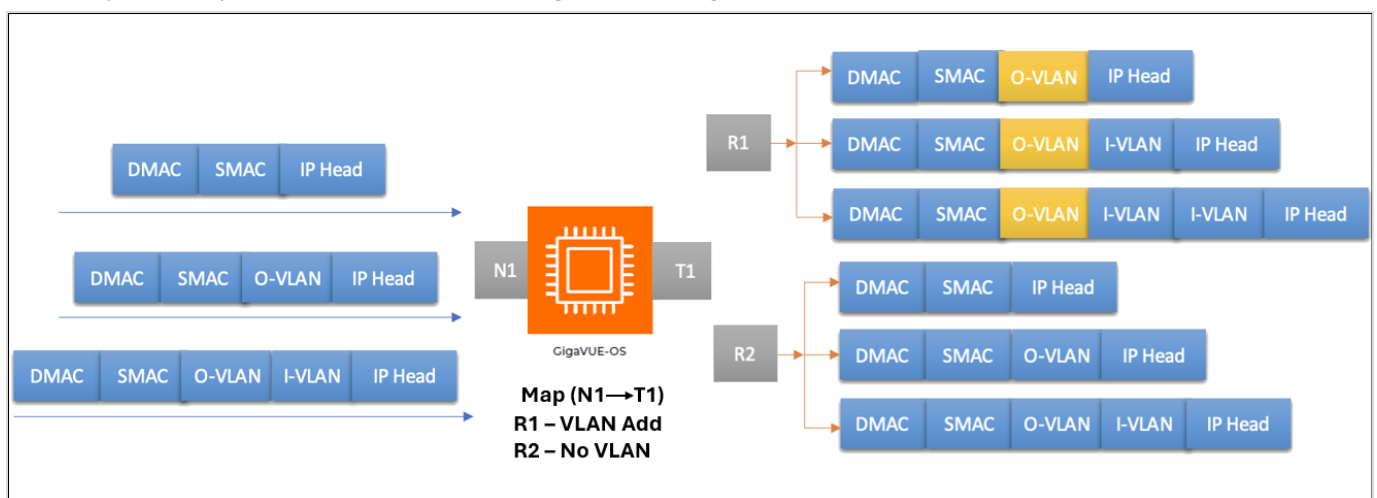 DMAC SMAC IP Head
DMAC SMAC O-VLAN IP Head
DMAC SMAC O-VLAN I-VLAN IP Head
N1
T1
GigaVUE-OS
Map (N1→T1)
R1 – VLAN Add
R2 – No VLAN
R1
DMAC SMAC O-VLAN IP Head
DMAC SMAC O-VLAN I-VLAN IP Head
DMAC SMAC O-VLAN I-VLAN I-VLAN IP Head
R2
DMAC SMAC IP Head
DMAC SMAC O-VLAN IP Head
DMAC SMAC O-VLAN I-VLAN IP Head